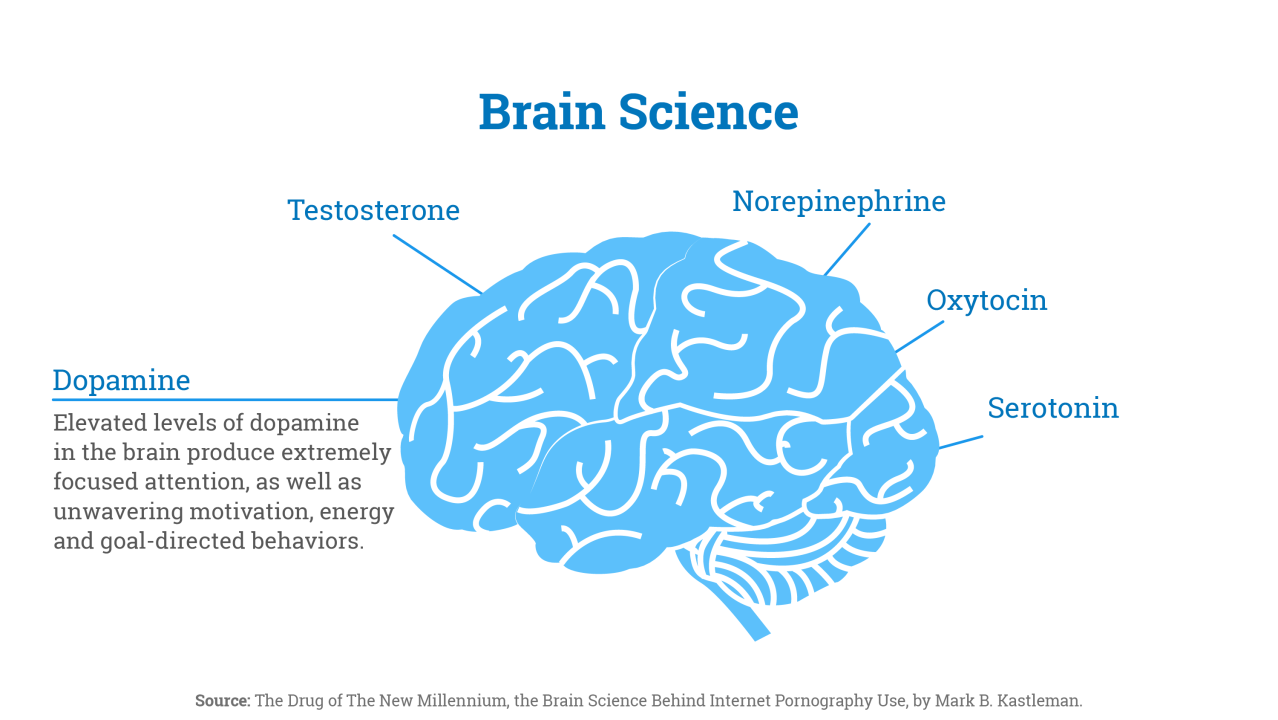 Brain Science
Testosterone
Norepinephrine
Oxytocin
Dopamine
Elevated levels of dopamine
in the brain produce extremely
focused attention, as well as
unwavering motivation, energy
and goal-directed behaviors.
Serotonin
Source: The Drug of The New Millennium, the Brain Science Behind Internet Pornography Use, by Mark B. Kastleman.